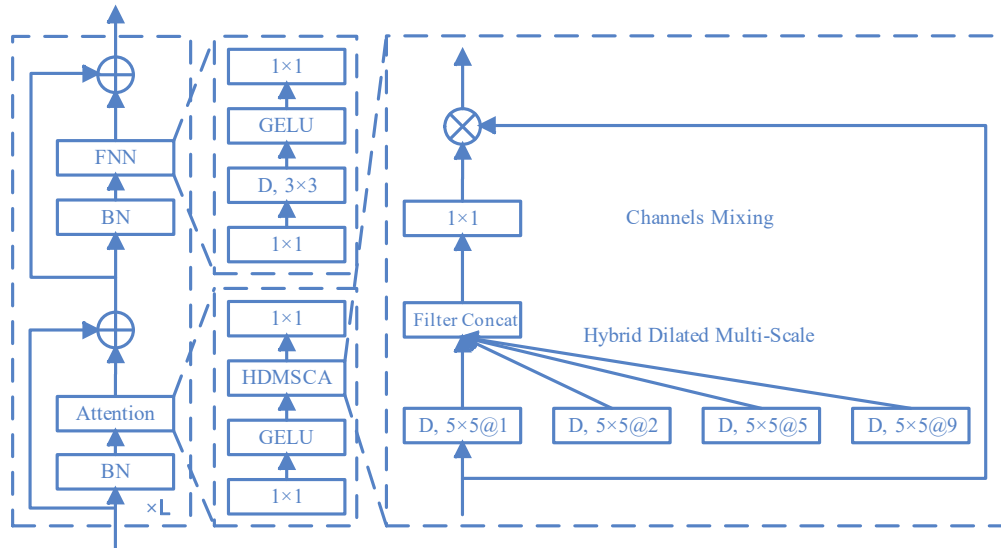 FNN
BN
Attention
BN
×L
1×1
GELU
D, 3×3
1×1
1×1
HDMSCA
GELU
1×1
1×1
Channels Mixing
Filter Concat
Hybrid Dilated Multi-Scale
D, 5×5@1
D, 5×5@2
D, 5×5@5
D, 5×5@9